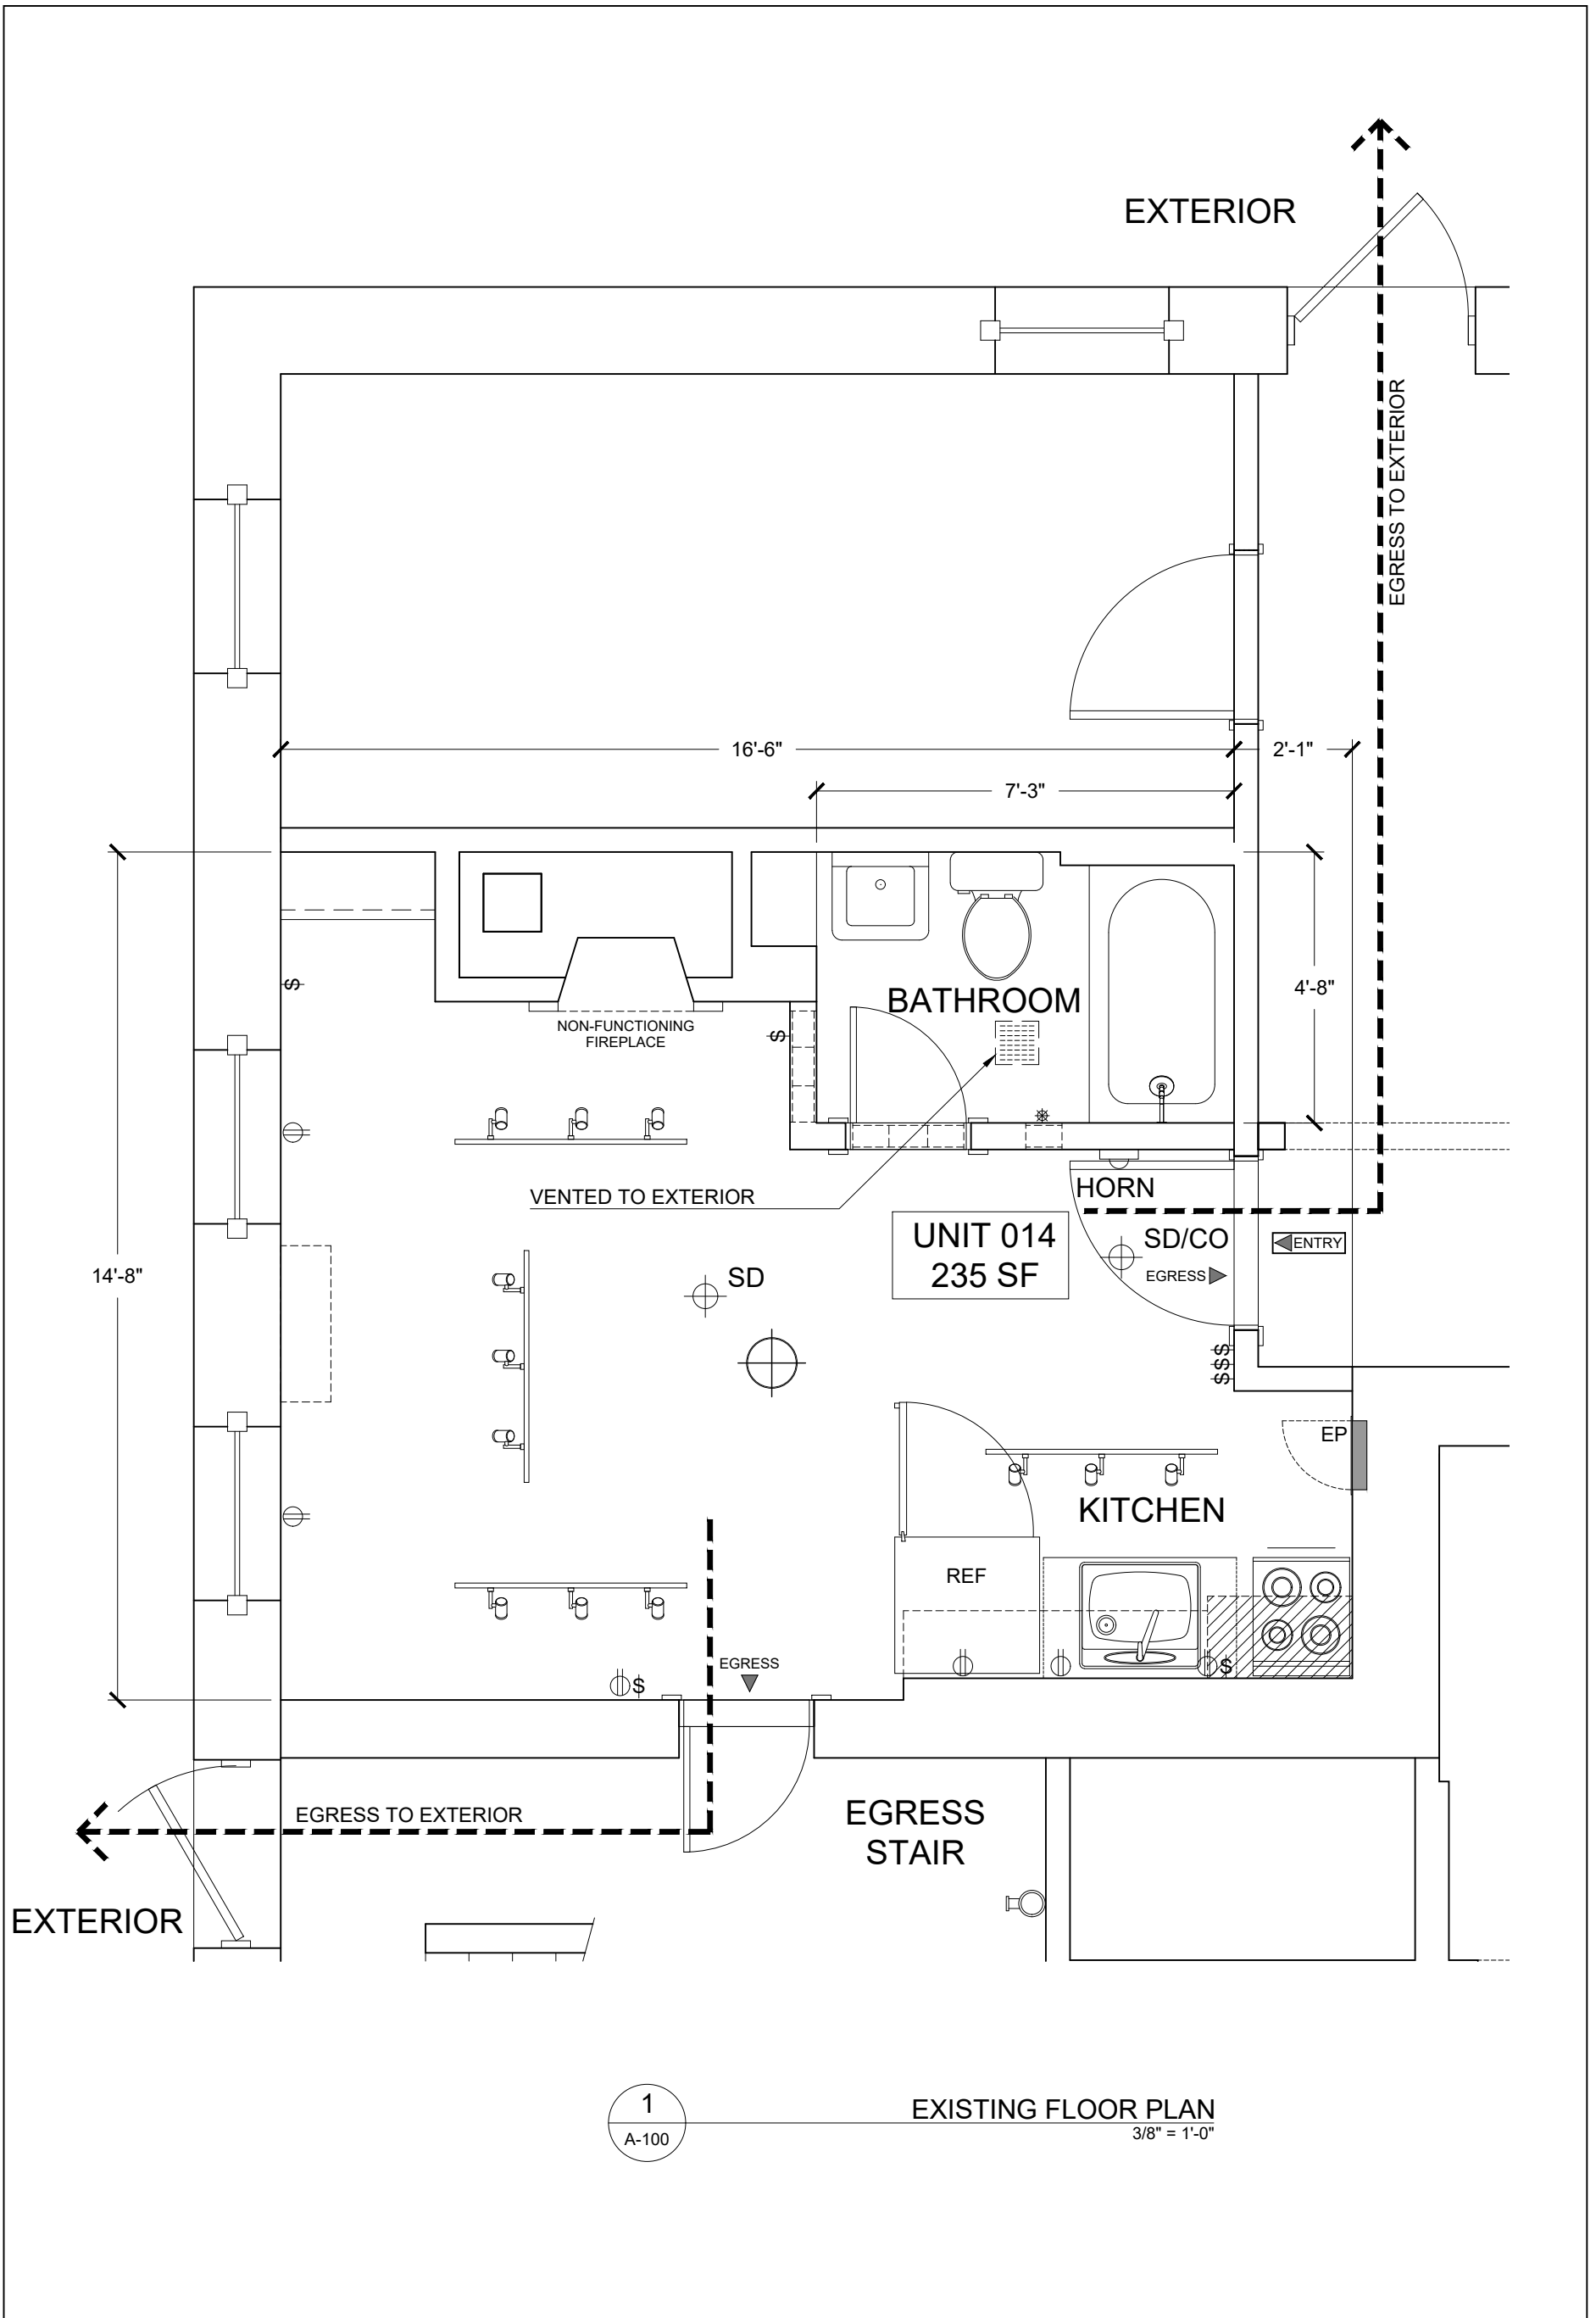 EXTERIOR
EGRESS TO EXTERIOR
16'-6"
2'-1"
7'-3"
4'-8"
BATHROOM
$
NON-FUNCTIONING
FIREPLACE
$
VENTED TO EXTERIOR
HORN
UNIT 014
235 SF
SD/CO
ENTRY
EGRESS
14'-8"
SD
$$$
EP
KITCHEN
REF
$
EGRESS
$
EGRESS TO EXTERIOR
EGRESS
STAIR
EXTERIOR
1
A-100
EXISTING FLOOR PLAN
3/8" = 1'-0"